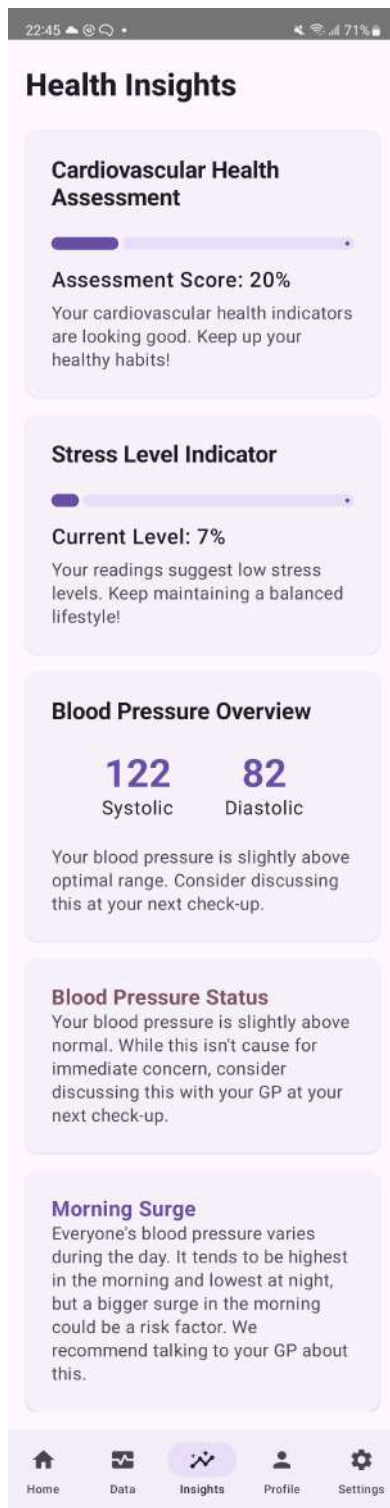 22:45
71%
Health Insights
Cardiovascular Health
Assessment
Assessment Score: 20%
Your cardiovascular health indicators
are looking good. Keep up your
healthy habits!
Stress Level Indicator
Current Level: 7%
Your readings suggest low stress
levels. Keep maintaining a balanced
lifestyle!
Blood Pressure Overview
122 82
Systolic Diastolic
Your blood pressure is slightly above
optimal range. Consider discussing
this at your next check-up.
Blood Pressure Status
Your blood pressure is slightly above
normal. While this isn't cause for
immediate concern, consider
discussing this with your GP at your
next check-up.
Morning Surge
Everyone's blood pressure varies
during the day. It tends to be highest
in the morning and lowest at night,
but a bigger surge in the morning
could be a risk factor. We
recommend talking to your GP about
this.
Home Data Insights Profile Settings